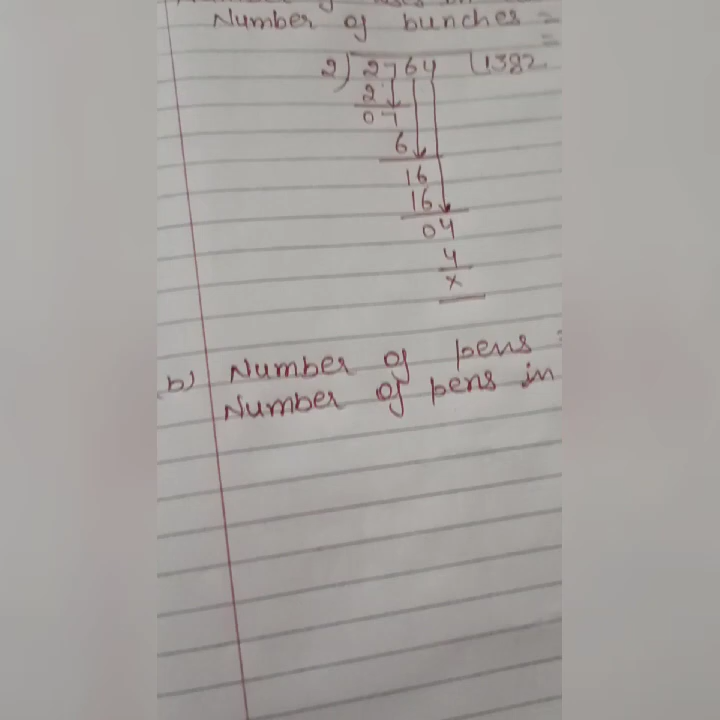 Number of bunches =
=
2) 2764 (1382
2
07
6
16
16
04
4
x
b) Number of pens =
Number of pens in